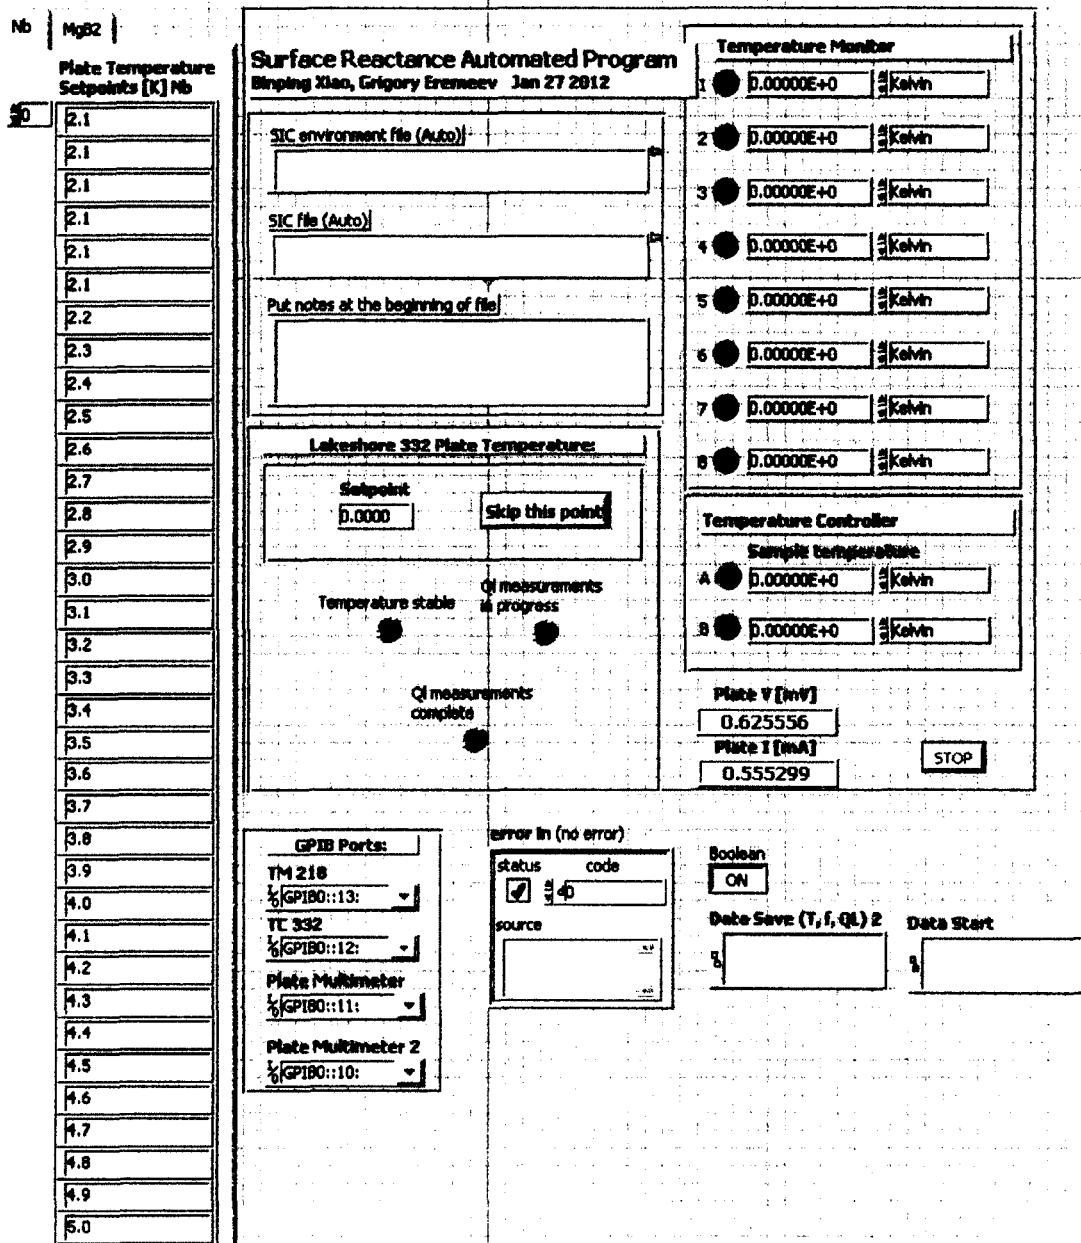 Nb
MgB2
Plate Temperature
Setpoints [K] Nb
0
2.1
2.1
2.1
2.1
2.1
2.1
2.2
2.3
2.4
2.5
2.6
2.7
2.8
2.9
3.0
3.1
3.2
3.3
3.4
3.5
3.6
3.7
3.8
3.9
4.0
4.1
4.2
4.3
4.4
4.5
4.6
4.7
4.8
4.9
5.0
Surface Reactance Automated Program
Binping Xiao, Grigory Eremeev Jan 27 2012
SIC environment file (Auto)
SIC file (Auto)
Put notes at the beginning of file
Lakeshore 332 Plate Temperature:
Setpoint
0.0000
Skip this point
Temperature stable
Ql measurements
in progress
Ql measurements
complete
Temperature Monitor
1 0.00000E+0 Kelvin
2 0.00000E+0 Kelvin
3 0.00000E+0 Kelvin
4 0.00000E+0 Kelvin
5 0.00000E+0 Kelvin
6 0.00000E+0 Kelvin
7 0.00000E+0 Kelvin
8 0.00000E+0 Kelvin
Temperature Controller
Sample temperature
A 0.00000E+0 Kelvin
B 0.00000E+0 Kelvin
Plate V [mV]
0.625556
Plate I [mA]
0.555299
STOP
GPIB Ports:
TM 218
GPIB0::13:
TC 332
GPIB0::12:
Plate Multimeter
GPIB0::11:
Plate Multimeter 2
GPIB0::10:
error in (no error)
status code
source
Boolean
ON
Data Save (T, f, QL) 2
Data Start